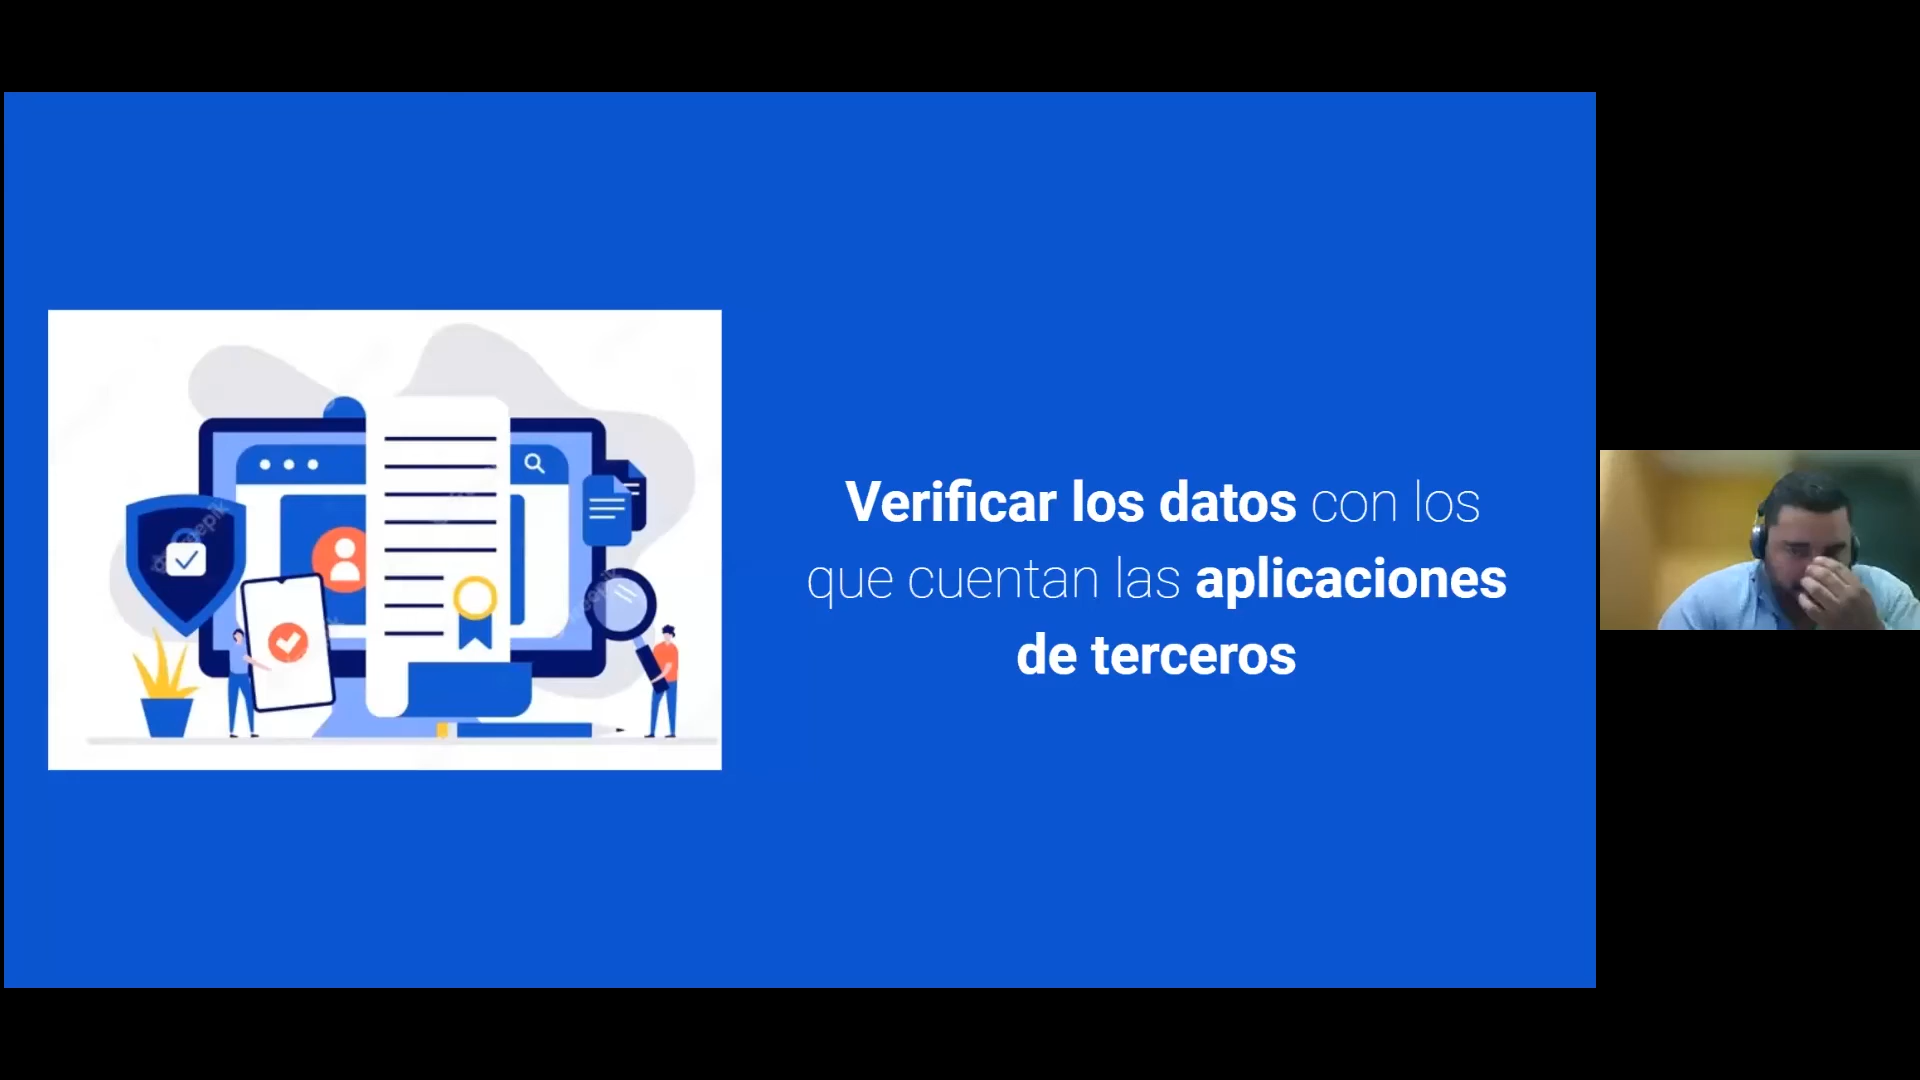 Verificar los datos con los
que cuentan las aplicaciones
de terceros